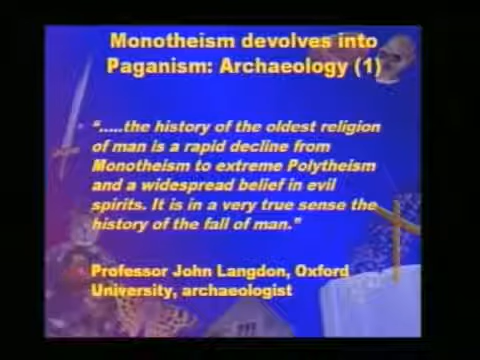 Monotheism devolves into
Paganism: Archaeology (1)
“.....the history of the oldest religion
of man is a rapid decline from
Monotheism to extreme Polytheism
and a widespread belief in evil
spirits. It is in a very true sense the
history of the fall of man.”
Professor John Langdon, Oxford
University, archaeologist